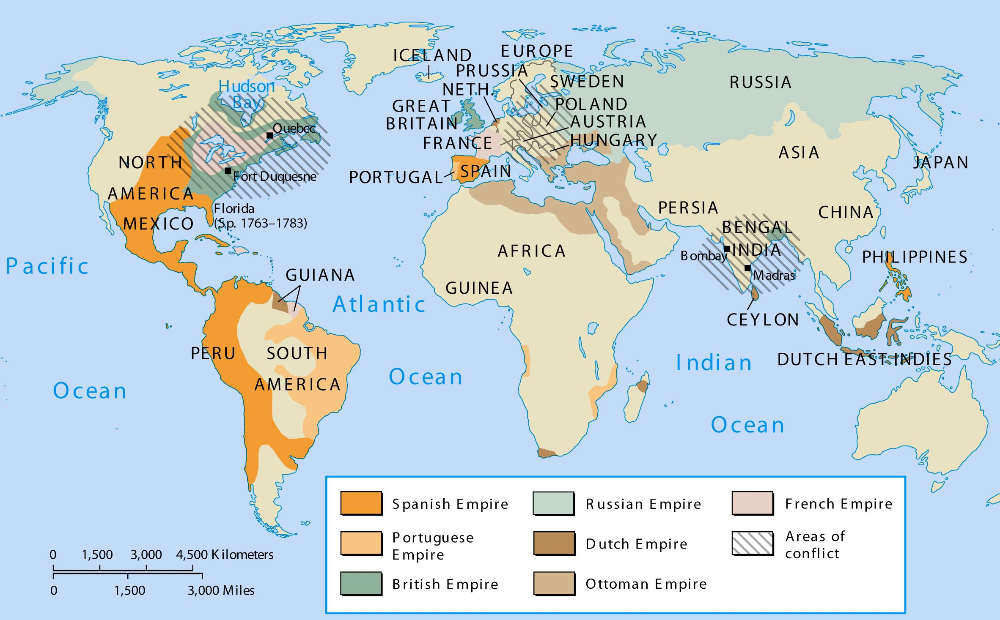 EUROPE
ICELAND
PRUSSIA
SWEDEN
RUSSIA
Hudson
Bay
NETH.
GREAT
BRITAIN
POLAND
AUSTRIA
HUNGARY
Quebec
FRANCE
ASIA
NORTH
AMERICA
JAPAN
PORTUGAL
SPAIN
Fort Duquesne
Florida
(Sp. 1763–1783)
MEXICO
PERSIA
CHINA
BENGAL
INDIA
Bombay
Madras
AFRICA
PHILIPPINES
Pacific
Ocean
GUIANA
GUINEA
Atlantic
Ocean
CEYLON
PERU
SOUTH
AMERICA
Indian
Ocean
DUTCH EAST INDIES
Spanish Empire
Portuguese
Empire
British Empire
Russian Empire
Dutch Empire
Ottoman Empire
French Empire
Areas of
conflict
0 1,500 3,000 4,500 Kilometers
0 1,500 3,000 Miles